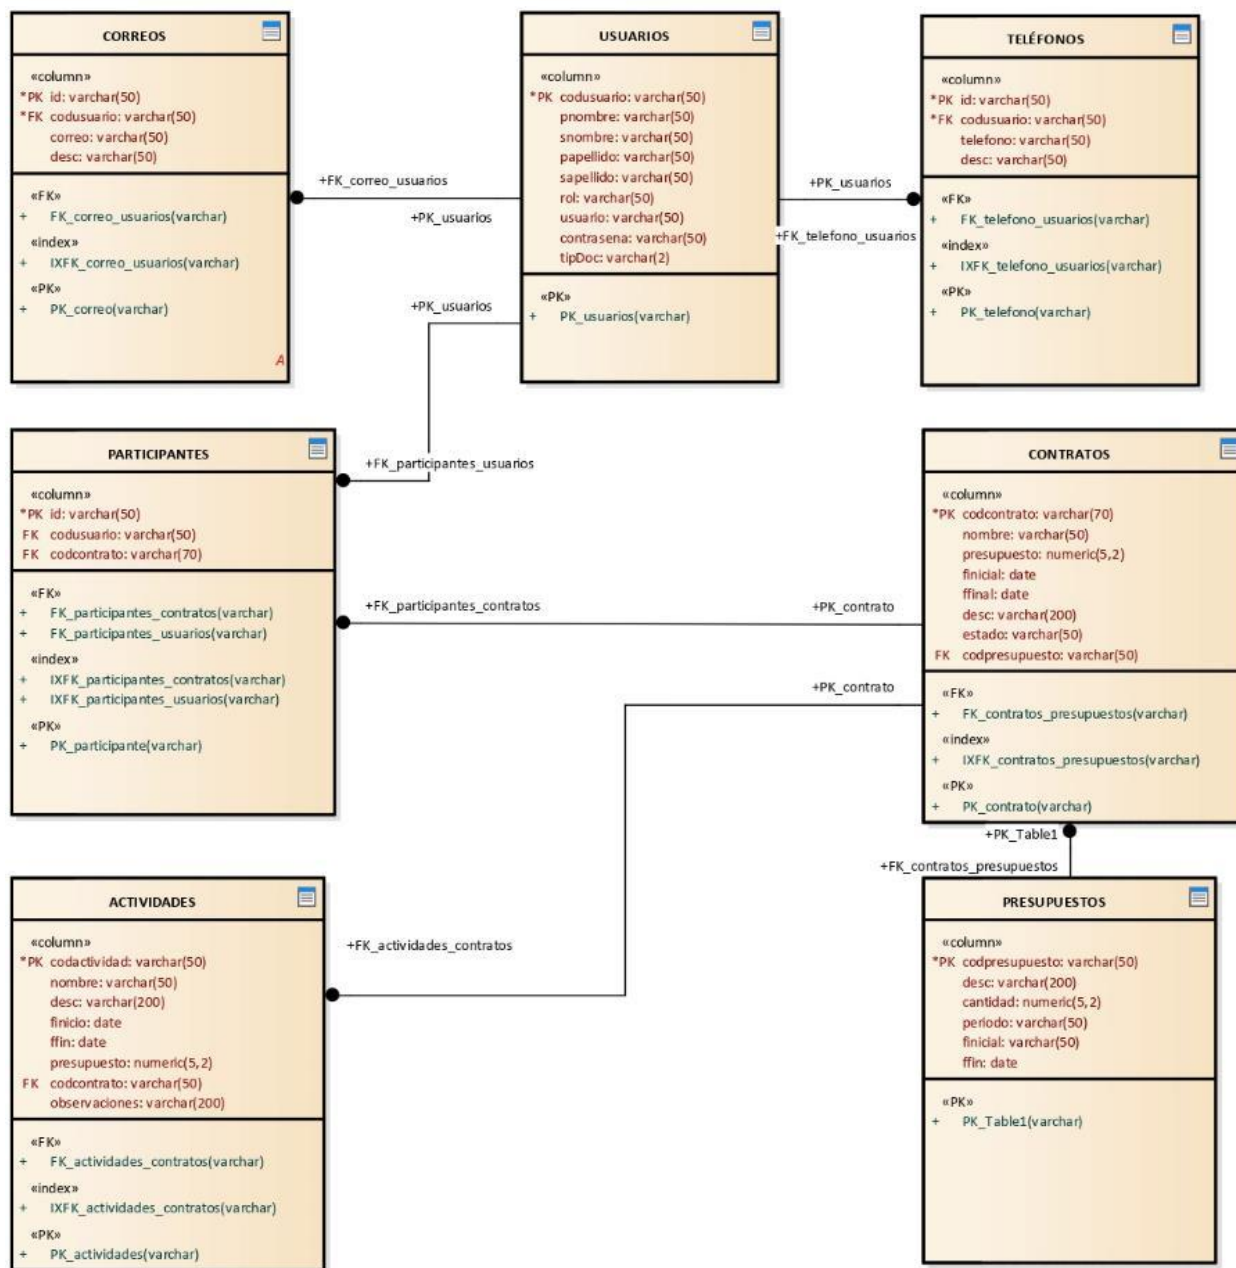 CORREOS
«column»
*PK id: varchar(50)
*FK codusuario: varchar(50)
correo: varchar(50)
desc: varchar(50)
«FK»
+ FK_correo_usuarios(varchar)
«index»
+ IXFK_correo_usuarios(varchar)
«PK»
+ PK_correo(varchar)
A
+FK_correo_usuarios
+PK_usuarios
USUARIOS
«column»
*PK codusuario: varchar(50)
pnombre: varchar(50)
snombre: varchar(50)
papellido: varchar(50)
sapellido: varchar(50)
rol: varchar(50)
usuario: varchar(50)
contrasena: varchar(50)
tipDoc: varchar(2)
«PK»
+ PK_usuarios(varchar)
+PK_usuarios
+FK_telefono_usuarios
TELÉFONOS
«column»
*PK id: varchar(50)
*FK codusuario: varchar(50)
telefono: varchar(50)
desc: varchar(50)
«FK»
+ FK_telefono_usuarios(varchar)
«index»
+ IXFK_telefono_usuarios(varchar)
«PK»
+ PK_telefono(varchar)
+PK_usuarios
+FK_participantes_usuarios
PARTICIPANTES
«column»
*PK id: varchar(50)
FK codusuario: varchar(50)
FK codcontrato: varchar(70)
«FK»
+ FK_participantes_contratos(varchar)
+ FK_participantes_usuarios(varchar)
«index»
+ IXFK_participantes_contratos(varchar)
+ IXFK_participantes_usuarios(varchar)
«PK»
+ PK_participante(varchar)
+FK_participantes_contratos
+PK_contrato
CONTRATOS
«column»
*PK codcontrato: varchar(70)
nombre: varchar(50)
presupuesto: numeric(5,2)
finicial: date
ffinal: date
desc: varchar(200)
estado: varchar(50)
FK codpresupuesto: varchar(50)
«FK»
+ FK_contratos_presupuestos(varchar)
«index»
+ IXFK_contratos_presupuestos(varchar)
«PK»
+ PK_contrato(varchar)
+PK_contrato
+FK_actividades_contratos
+PK_Table1
+FK_contratos_presupuestos
ACTIVIDADES
«column»
*PK codactividad: varchar(50)
nombre: varchar(50)
desc: varchar(200)
finicio: date
ffin: date
presupuesto: numeric(5,2)
FK codcontrato: varchar(50)
observaciones: varchar(200)
«FK»
+ FK_actividades_contratos(varchar)
«index»
+ IXFK_actividades_contratos(varchar)
«PK»
+ PK_actividades(varchar)
PRESUPUESTOS
«column»
*PK codpresupuesto: varchar(50)
desc: varchar(200)
cantidad: numeric(5,2)
periodo: varchar(50)
finicial: varchar(50)
ffin: date
«PK»
+ PK_Table1(varchar)